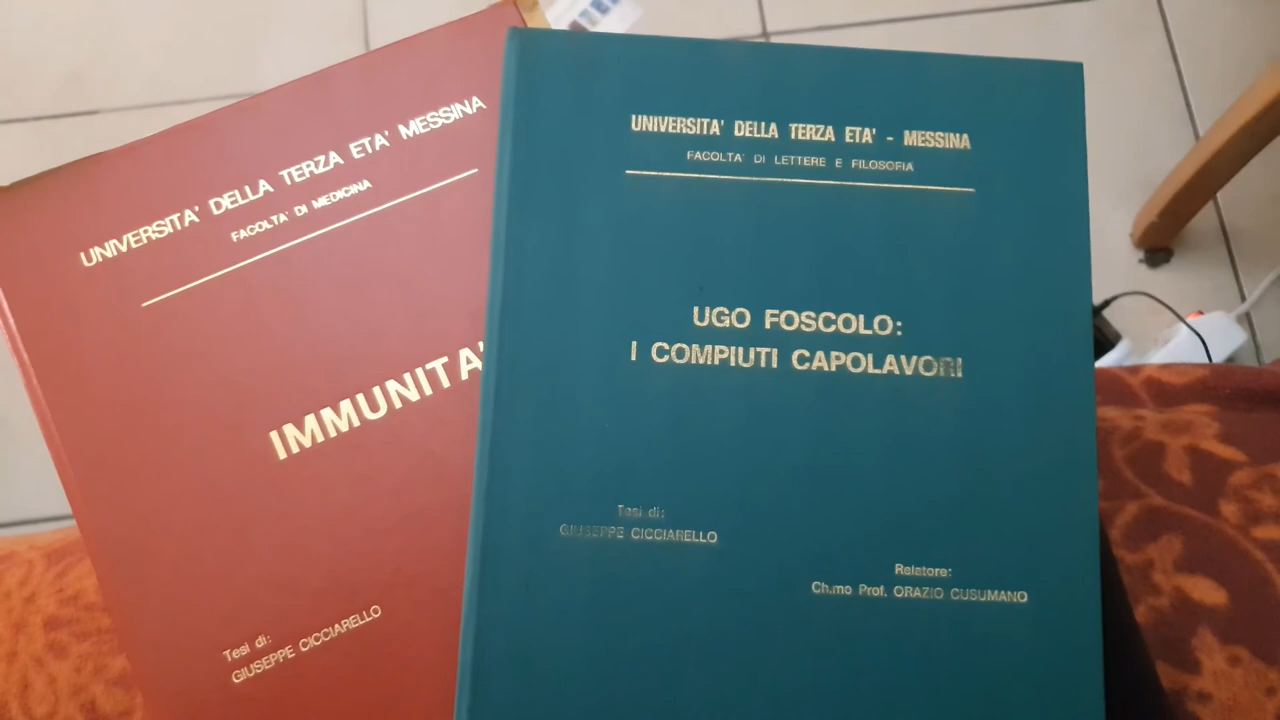 UNIVERSITA' DELLA TERZA ETA' MESSINA
FACOLTA' DI MEDICINA
IMMUNITA'
Tesi di:
GIUSEPPE CICCIARELLO
UNIVERSITA' DELLA TERZA ETA' - MESSINA
FACOLTA' DI LETTERE E FILOSOFIA
UGO FOSCOLO:
I COMPIUTI CAPOLAVORI
Tesi di:
GIUSEPPE CICCIARELLO
Relatore:
Ch.mo Prof. ORAZIO CUSUMANO